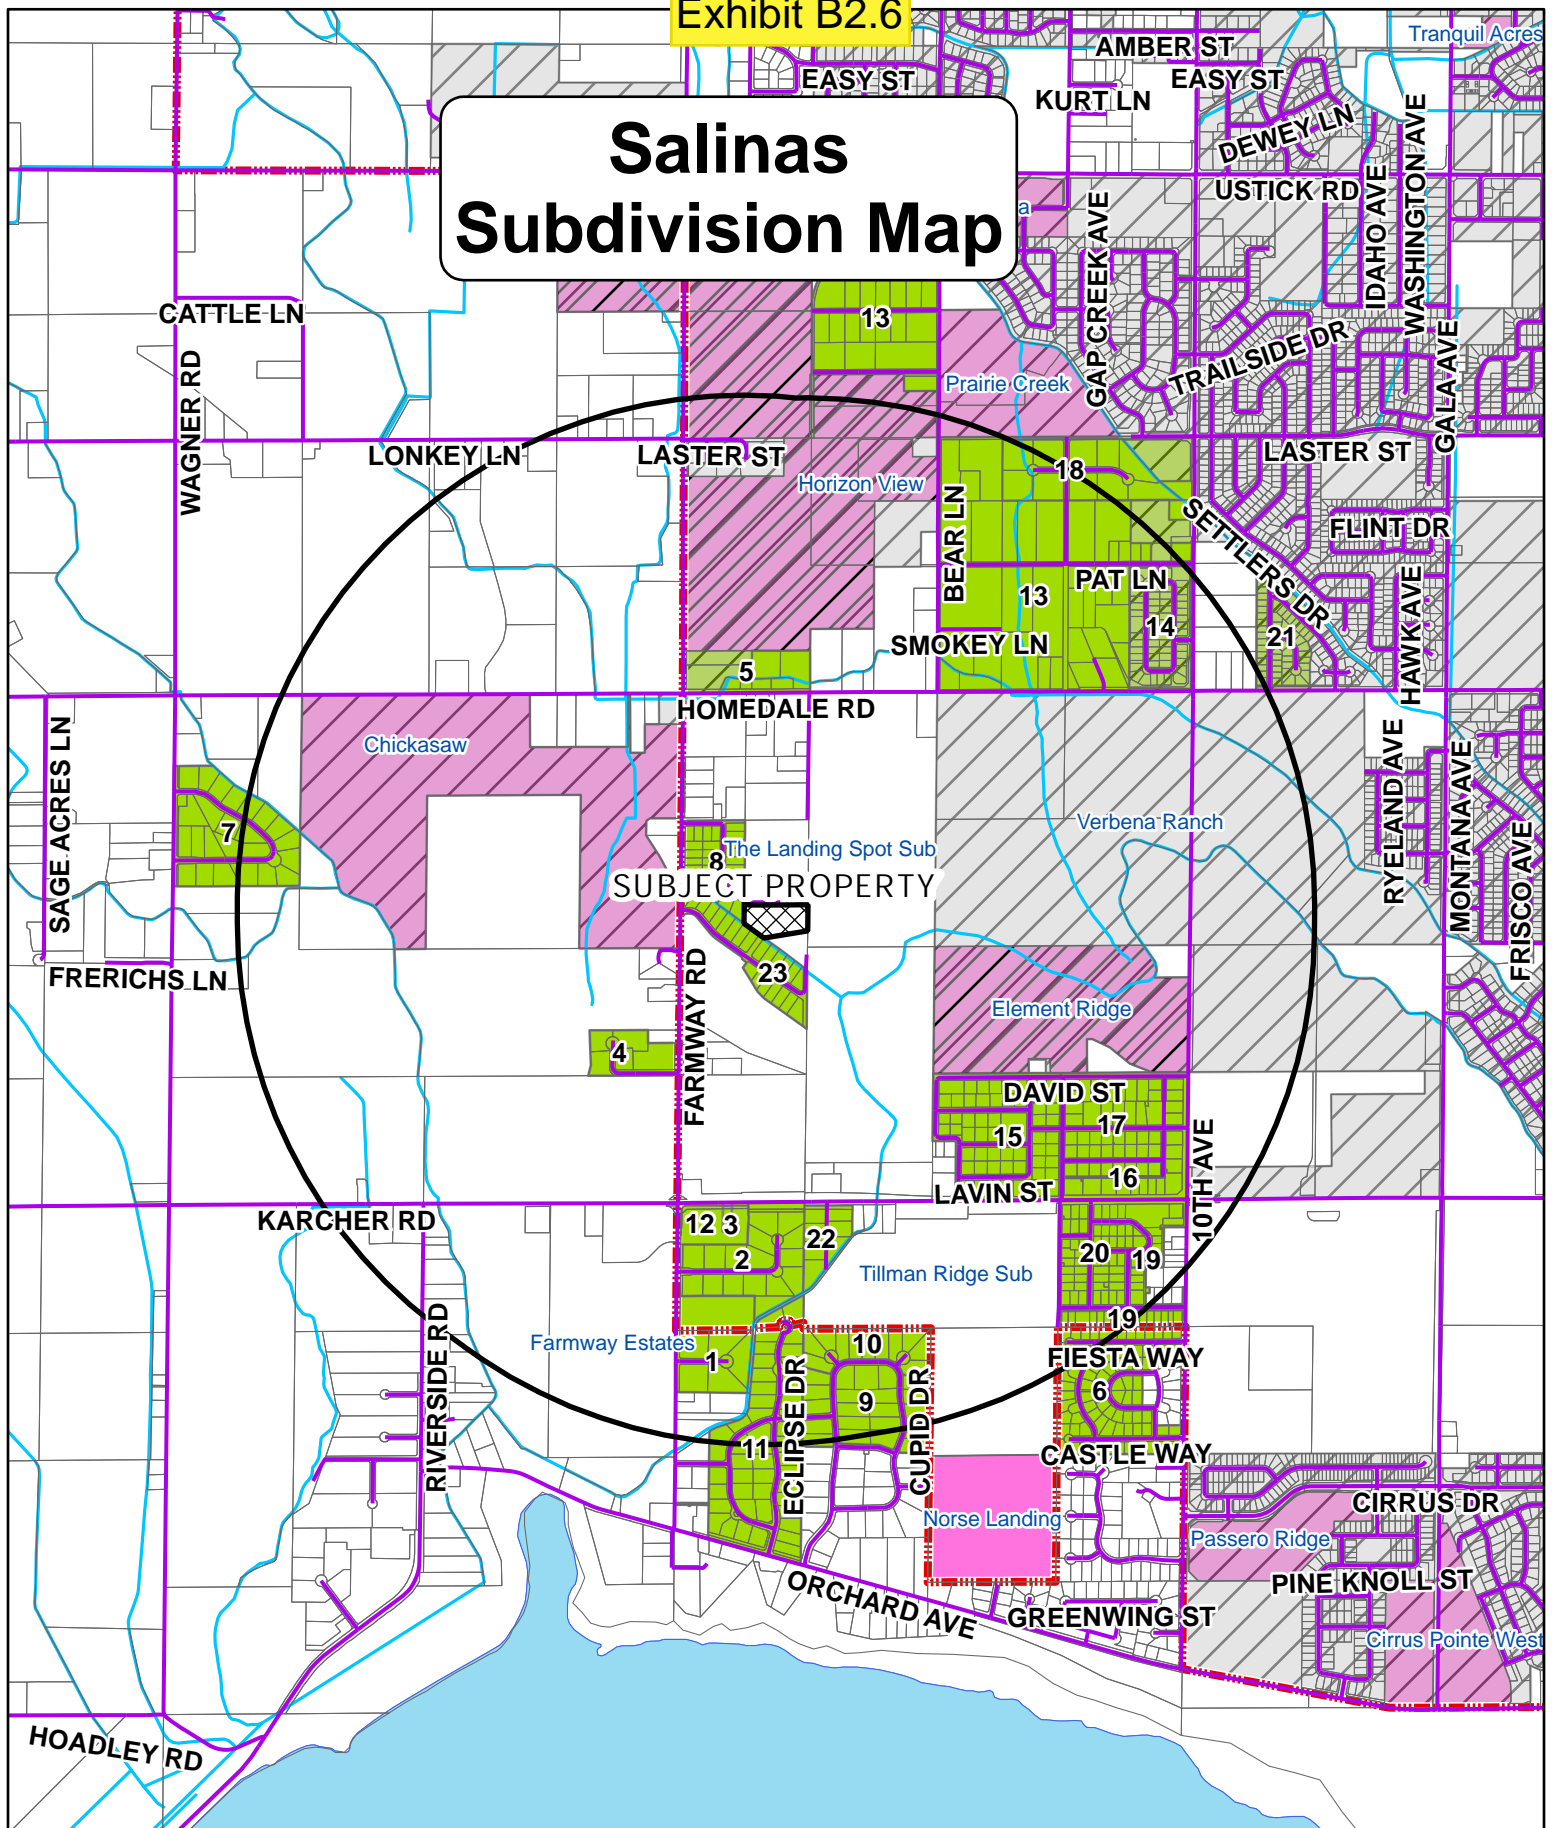 Exhibit B2.6
Tranquil Acres
AMBER ST
EASY ST
EASY ST
KURT LN
DEWEY LN
WASHINGTON AVE
Salinas
Subdivision Map
USTICK RD
IDAHO AVE
a
GAP CREEK AVE
CATTLE LN
13
TRAILSIDE DR
GALA AVE
WAGNER RD
Prairie Creek
LONKEY LN
LASTER ST
LASTER ST
18
Horizon View
BEAR LN
SETTLERS DR
FLINT DR
PAT LN
13
HAWK AVE
14
21
SMOKEY LN
5
HOMEDALE RD
SAGE ACRES LN
Chickasaw
RYELAND AVE
MONTANA AVE
7
Verbena Ranch
FRISCO AVE
The Landing Spot Sub
8
SUBJECT PROPERTY
FRERICHS LN
23
FARMWAY RD
Element Ridge
4
DAVID ST
17
15
10TH AVE
16
LAVIN ST
KARCHER RD
12
3
22
2
20
19
Tillman Ridge Sub
RIVERSIDE RD
19
Farmway Estates
10
1
FIESTA WAY
ECLIPSE DR
CUPID DR
9
6
11
CASTLE WAY
CIRRUS DR
Norse Landing
Passero Ridge
PINE KNOLL ST
ORCHARD AVE
GREENWING ST
Cirrus Pointe West
HOADLEY RD